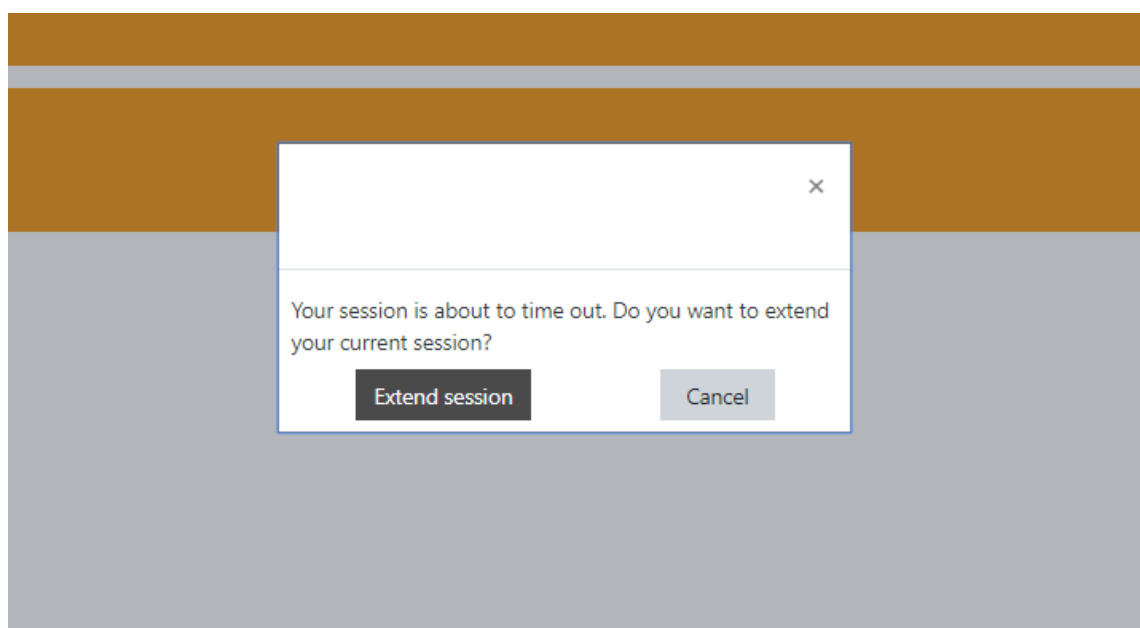 ×
Your session is about to time out. Do you want to extend
your current session?
Extend session
Cancel